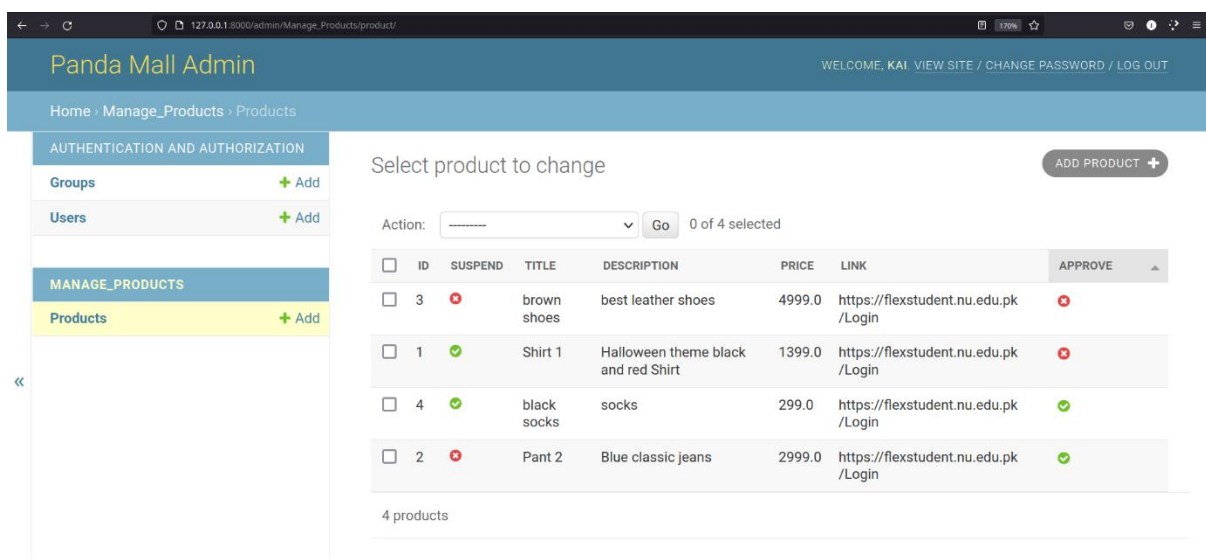 127.0.0.1:8000/admin/Manage_Products/product/ 170%
Panda Mall Admin
WELCOME, KAI. VIEW SITE / CHANGE PASSWORD / LOG OUT
Home › Manage_Products › Products
AUTHENTICATION AND AUTHORIZATION
Groups + Add
Users + Add
MANAGE_PRODUCTS
Products + Add
«
Select product to change
ADD PRODUCT +
Action: --------- Go 0 of 4 selected
ID SUSPEND TITLE DESCRIPTION PRICE LINK APPROVE
3 brown best leather shoes 4999.0 https://flexstudent.nu.edu.pk
shoes /Login
1 Shirt 1 Halloween theme black 1399.0 https://flexstudent.nu.edu.pk
and red Shirt /Login
4 black socks 299.0 https://flexstudent.nu.edu.pk
socks /Login
2 Pant 2 Blue classic jeans 2999.0 https://flexstudent.nu.edu.pk
/Login
4 products